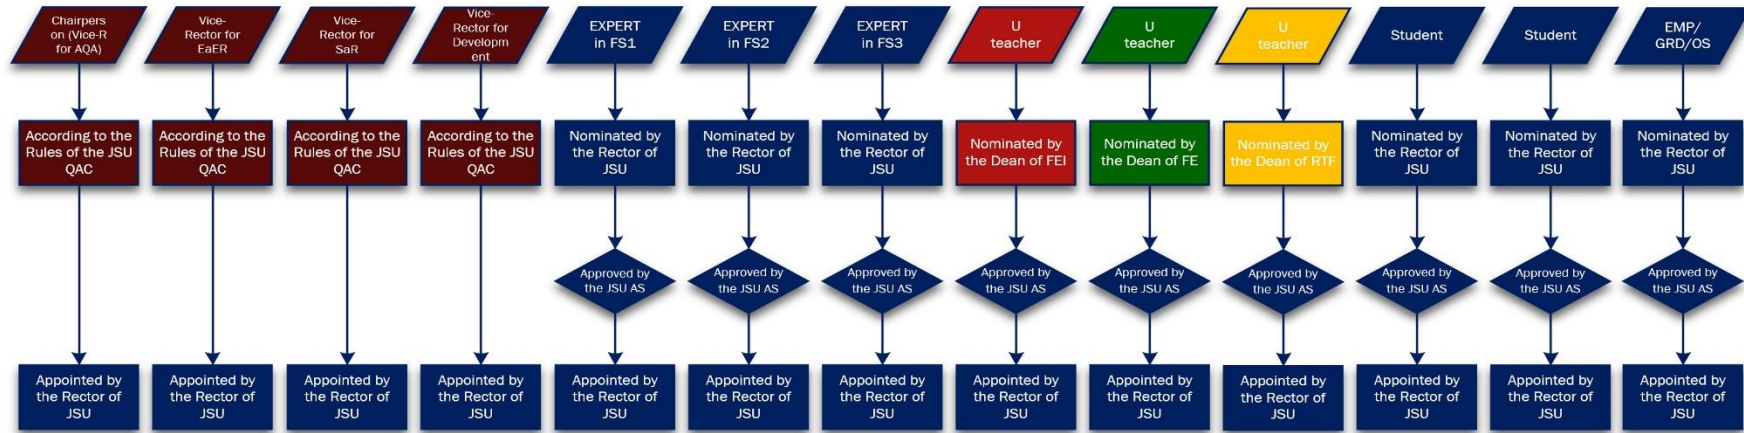 Chairpers
on (Vice-R
for AQA)
Vice-
Rector for
EaER
Vice-
Rector for
SaR
Vice-
Rector for
Developm
ent
EXPERT
in FS1
EXPERT
in FS2
EXPERT
in FS3
U
teacher
U
teacher
U
teacher
Student
Student
EMP/
GRD/OS
According to the
Rules of the JSU
QAC
According to the
Rules of the JSU
QAC
According to the
Rules of the JSU
QAC
According to the
Rules of the JSU
QAC
Nominated by
the Rector of
JSU
Nominated by
the Rector of
JSU
Nominated by
the Rector of
JSU
Nominated by
the Dean of FEI
Nominated by
the Dean of FE
Nominated by
the Dean of RTF
Nominated by
the Rector of
JSU
Nominated by
the Rector of
JSU
Nominated by
the Rector of
JSU
Approved by
the JSU AS
Approved by
the JSU AS
Approved by
the JSU AS
Approved by
the JSU AS
Approved by
the JSU AS
Approved by
the JSU AS
Approved by
the JSU AS
Approved by
the JSU AS
Approved by
the JSU AS
Appointed by
the Rector of
JSU
Appointed by
the Rector of
JSU
Appointed by
the Rector of
JSU
Appointed by
the Rector of
JSU
Appointed by
the Rector of
JSU
Appointed by
the Rector of
JSU
Appointed by
the Rector of
JSU
Appointed by
the Rector of
JSU
Appointed by
the Rector of
JSU
Appointed by
the Rector of
JSU
Appointed by
the Rector of
JSU
Appointed by
the Rector of
JSU
Appointed by
the Rector of
JSU